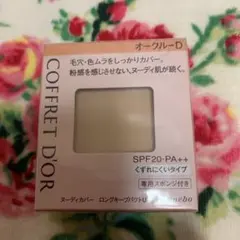 オークルーD
毛穴・色ムラをしっかりカバー。
粉感を感じさせない、ヌーディ肌が続く。
COFFRET D'OR
SPF20・PA++
くずれにくいタイプ
専用スポンジ付き
ヌーディカバー ロングキープパクトUV
Kanebo